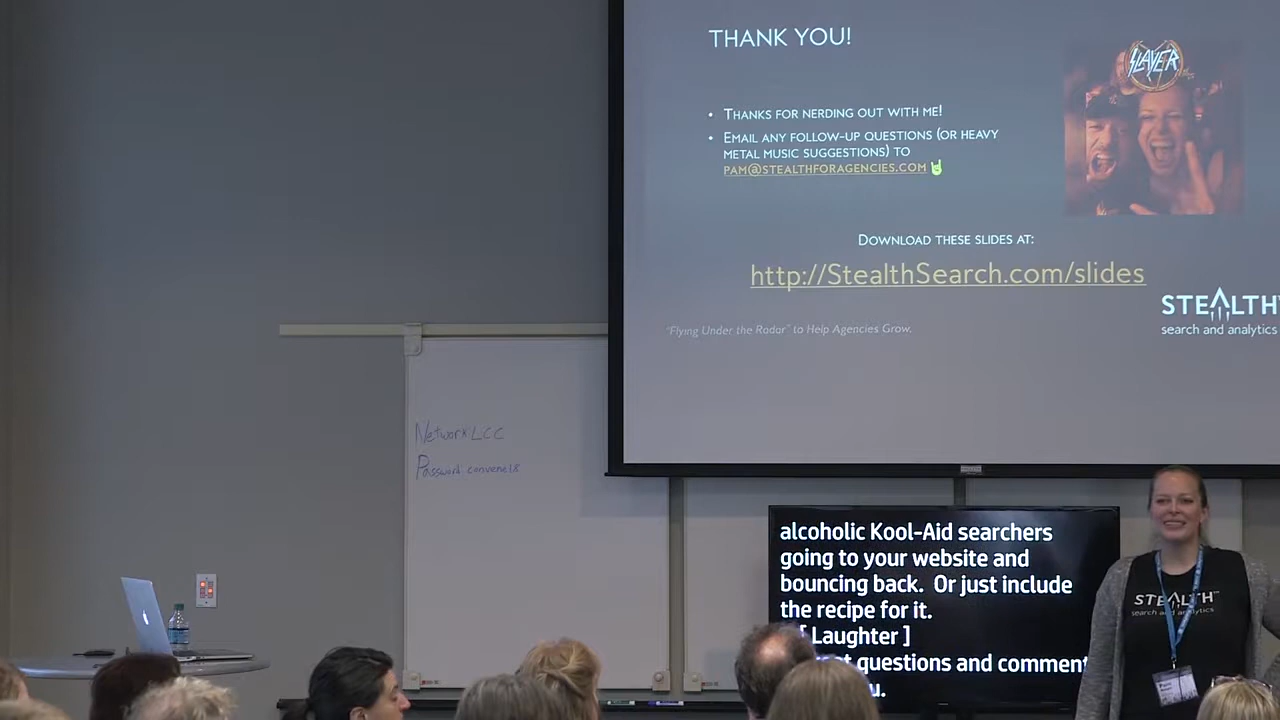 THANK YOU!
SLAYER
• THANKS FOR NERDING OUT WITH ME!
• EMAIL ANY FOLLOW-UP QUESTIONS (OR HEAVY
METAL MUSIC SUGGESTIONS) TO
PAM@STEALTHFORAGENCIES.COM
DOWNLOAD THESE SLIDES AT:
http://StealthSearch.com/slides
STEALTH
search and analytics
"Flying Under the Radar" to Help Agencies Grow.
Network LCC
Password
alcoholic Kool-Aid searchers
going to your website and
bouncing back. Or just include
the recipe for it.
[ Laughter ]
questions and comment
u.
STEALTH
search and analytics
Pam